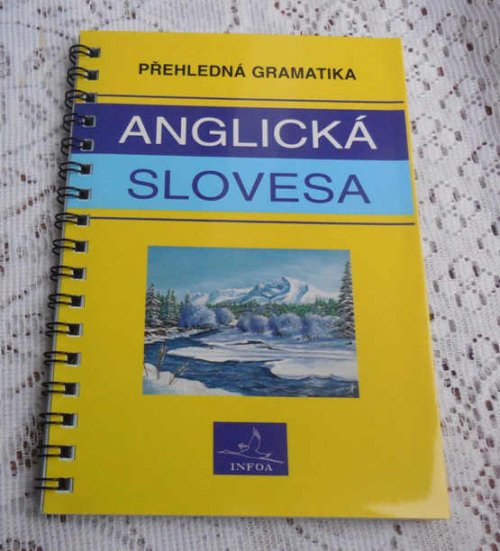 PŘEHLEDNÁ GRAMATIKA
ANGLICKÁ
SLOVESA
INFOA